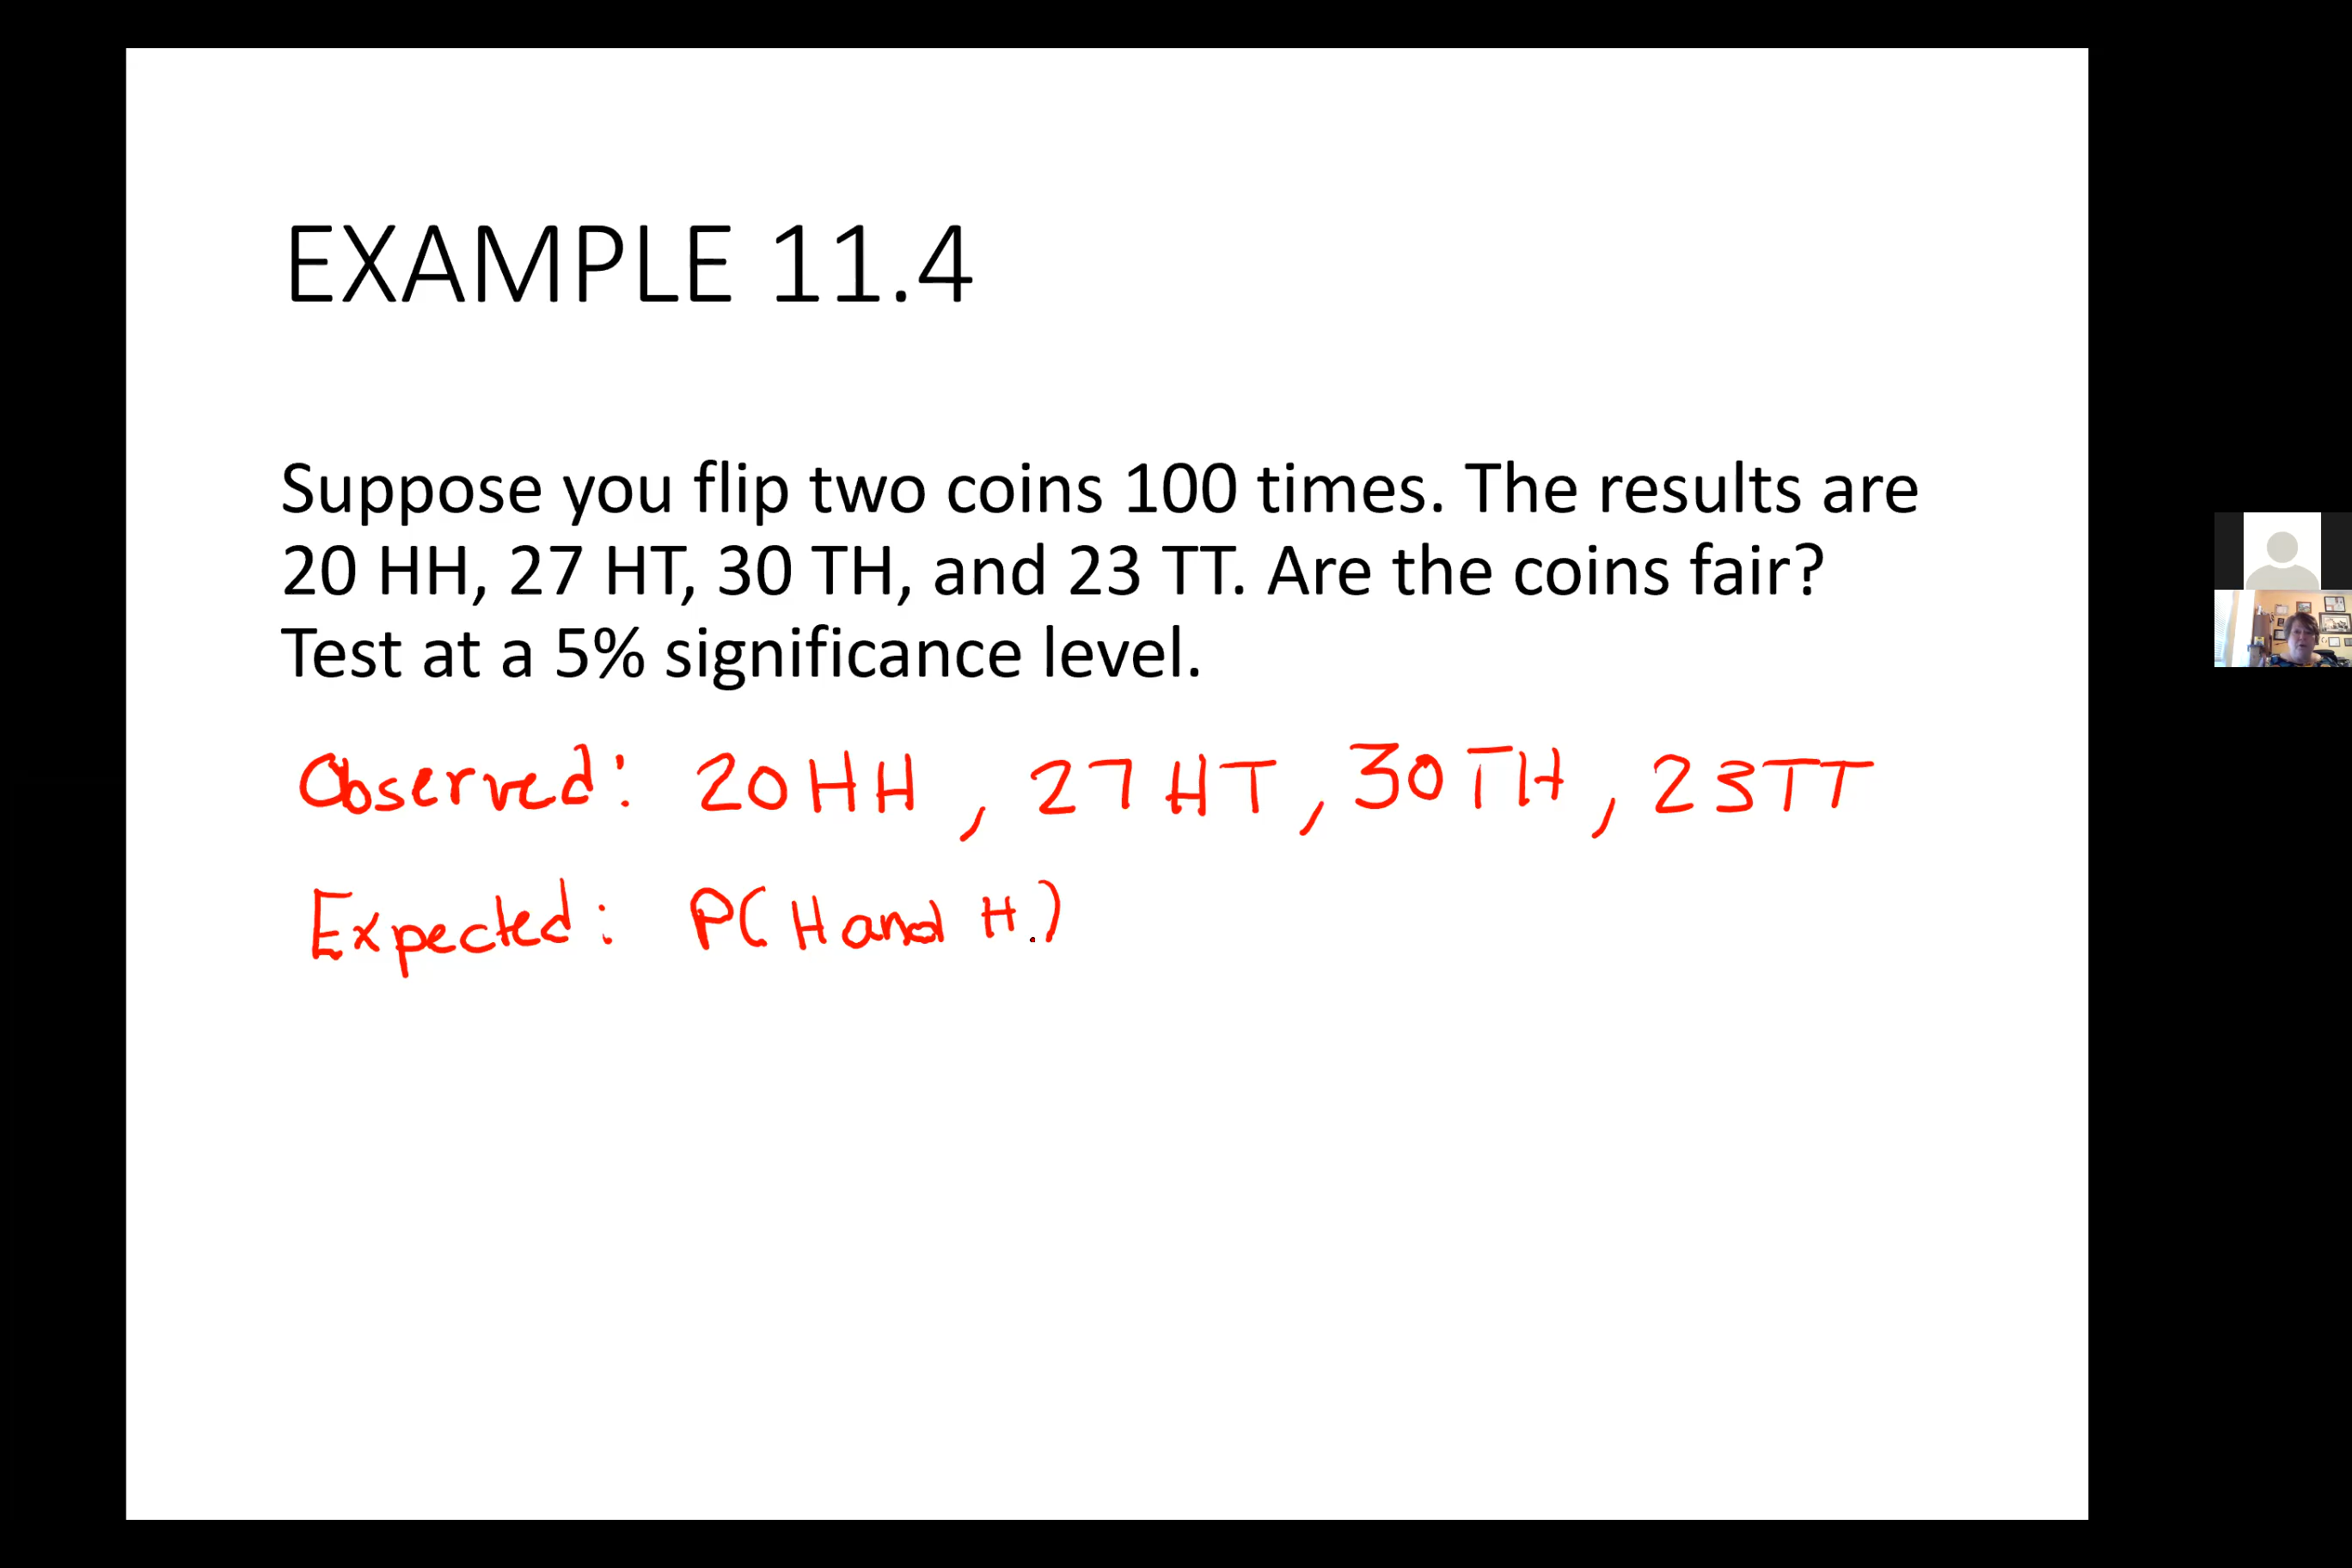 EXAMPLE 11.4
Suppose you flip two coins 100 times. The results are
20 HH, 27 HT, 30 TH, and 23 TT. Are the coins fair?
Test at a 5% significance level.
Observed: 20 HH , 27 HT , 30 TH , 23 TT
Expected: P( H and H )